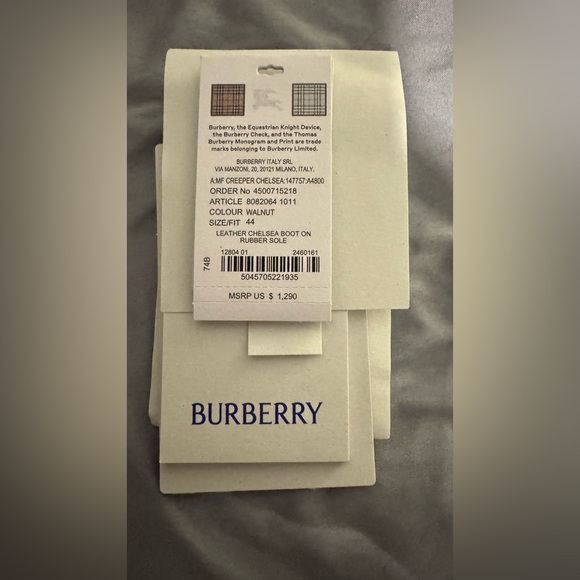 Burberry, the Equestrian Knight Device,
the Burberry Check, and the Thomas
Burberry Monogram and Print are trade
marks belonging to Burberry Limited.
BURBERRY ITALY SRL
VIA MANZONI, 20, 20121 MILANO, ITALY.
A:MF CREEPER CHELSEA:147757:A4800
ORDER No 4500715218
ARTICLE 8082064 1011
COLOUR WALNUT
SIZE/FIT 44
LEATHER CHELSEA BOOT ON
RUBBER SOLE
12804 01 2460161
74B
5045705221935
MSRP US $ 1,290
BURBERRY